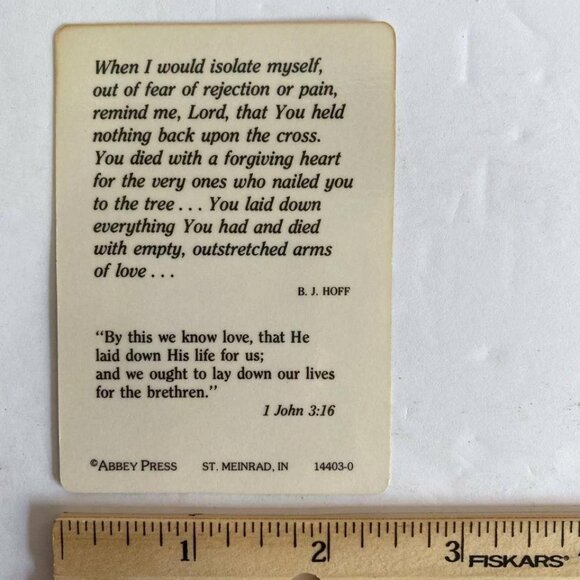 When I would isolate myself,
out of fear of rejection or pain,
remind me, Lord, that You held
nothing back upon the cross.
You died with a forgiving heart
for the very ones who nailed you
to the tree . . . You laid down
everything You had and died
with empty, outstretched arms
of love . . .
B. J. HOFF
“By this we know love, that He
laid down His life for us;
and we ought to lay down our lives
for the brethren.”
1 John 3:16
©ABBEY PRESS ST. MEINRAD, IN 14403-0
1 2 3 FISKARS®